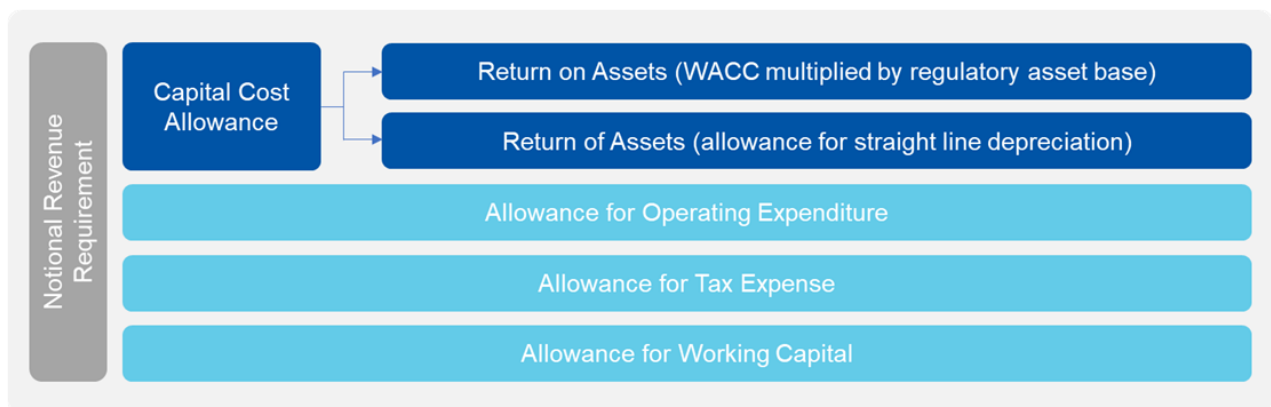 Notional Revenue
Requirement
Capital Cost
Allowance
Return on Assets (WACC multiplied by regulatory asset base)
Return of Assets (allowance for straight line depreciation)
Allowance for Operating Expenditure
Allowance for Tax Expense
Allowance for Working Capital